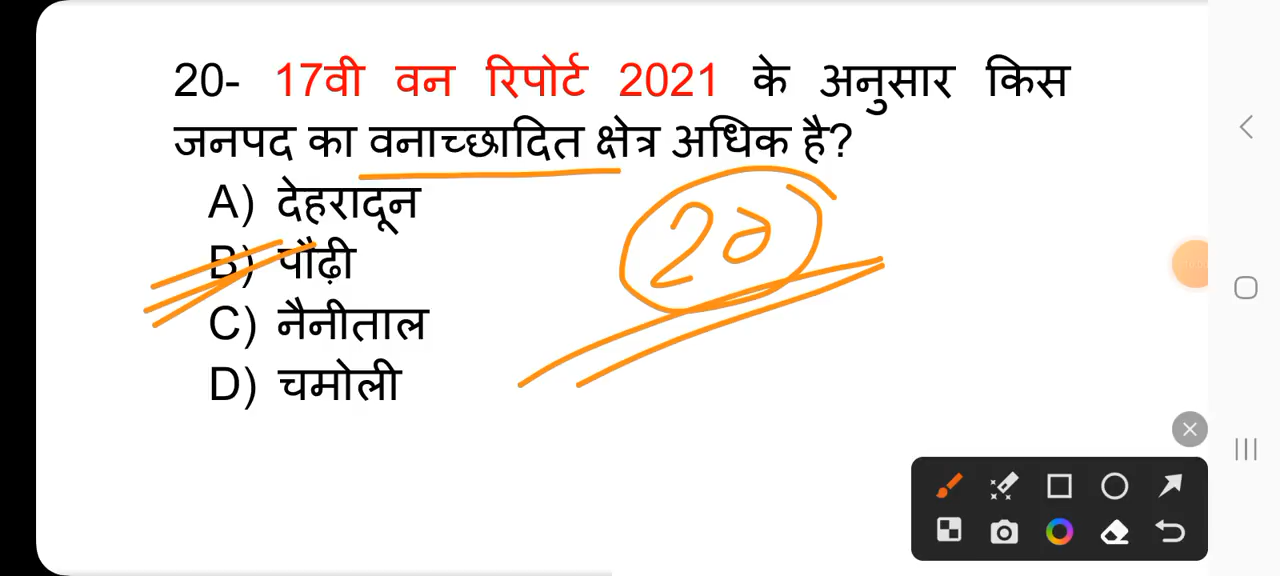 20- 17वी वन रिपोर्ट 2021 के अनुसार किस
जनपद का वनाच्छादित क्षेत्र अधिक है?
A) देहरादून
B) पौढ़ी
20
C) नैनीताल
D) चमोली